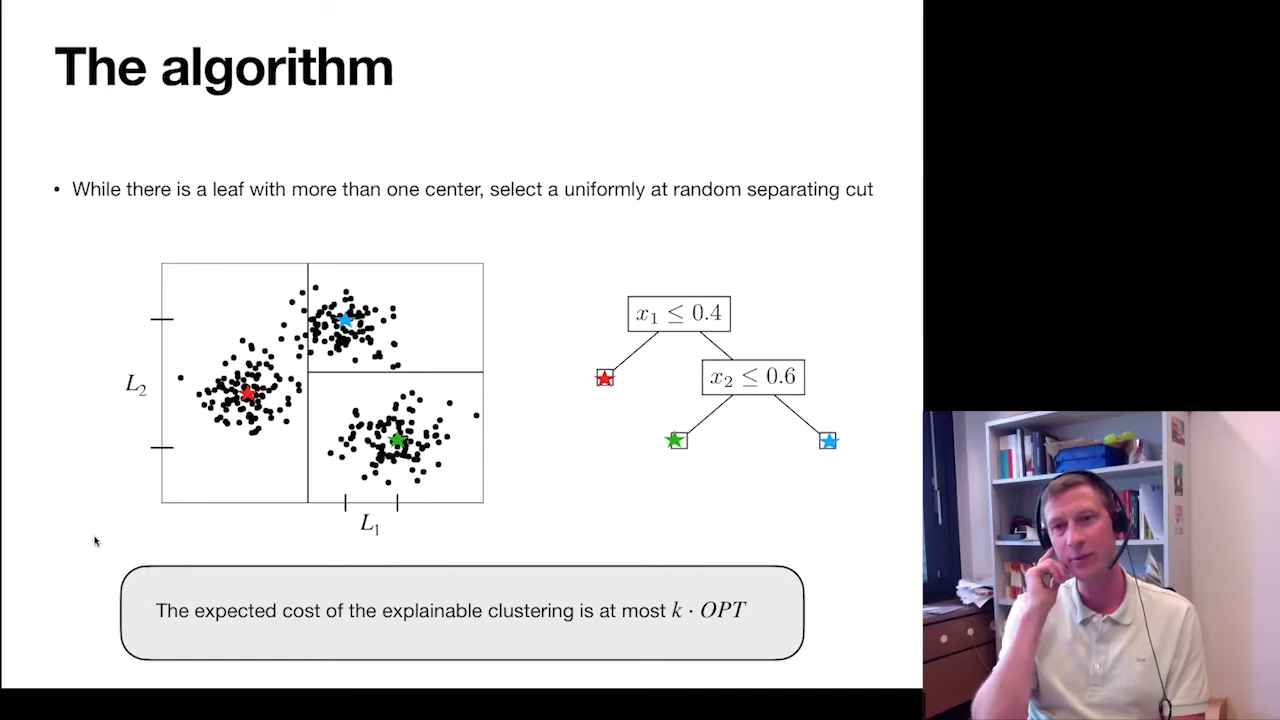 The algorithm
• While there is a leaf with more than one center, select a uniformly at random separating cut
x₁ ≤ 0.4
L₂
x₂ ≤ 0.6
L₁
The expected cost of the explainable clustering is at most k · OPT